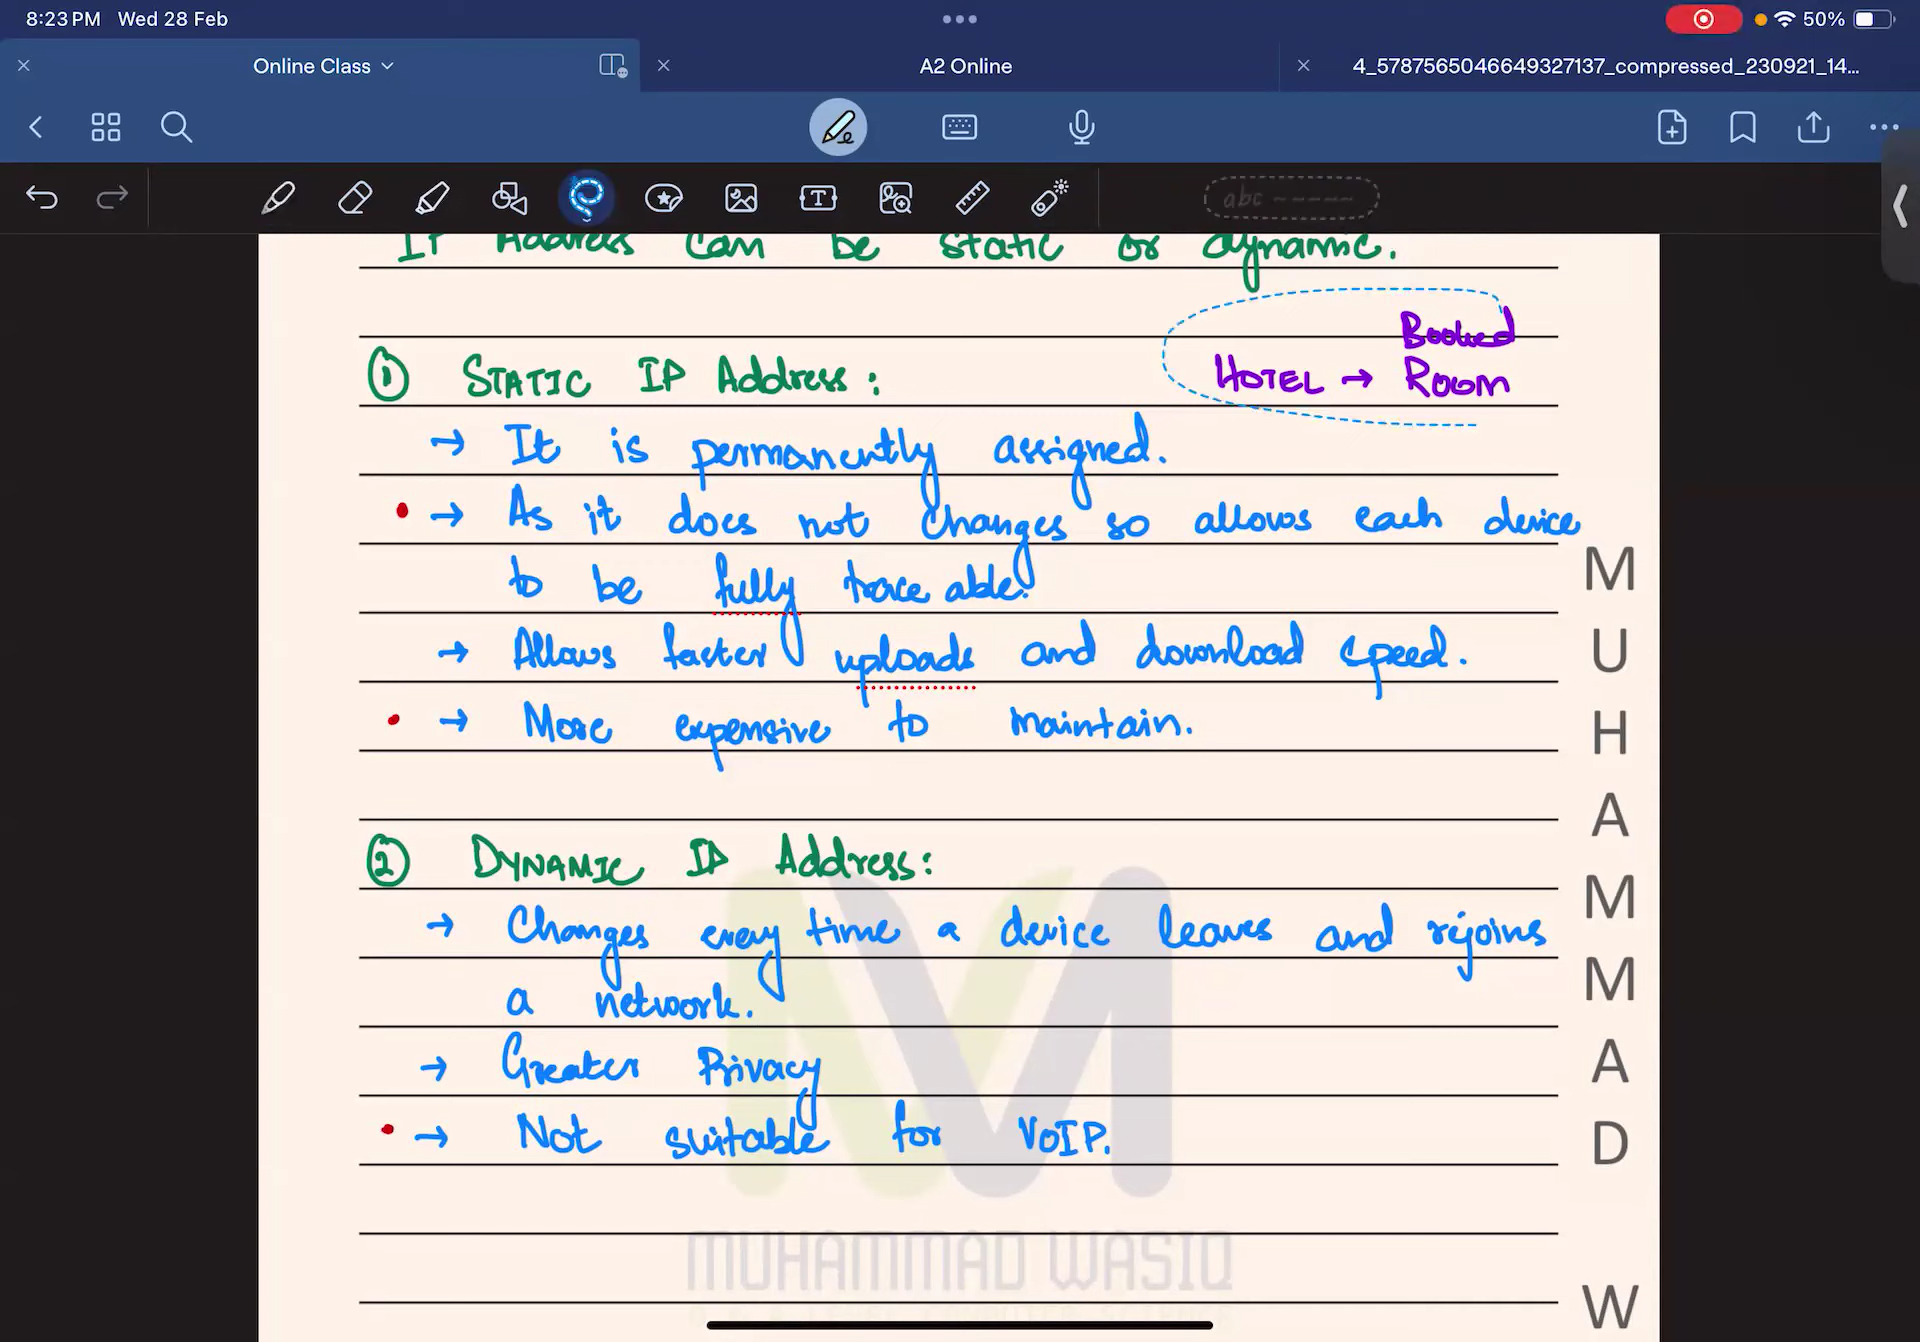 8:23 PM Wed 28 Feb
50%
Online Class
A2 Online
4_5787565046649327137_compressed_230921_14...
abc
IP Address can be static or dynamic.
Booked
① STATIC IP Address:
HOTEL → ROOM
→ It is permanently assigned.
→ As it does not changes so allows each device
to be fully trace able.
→ Allows faster uploads and download speed.
→ More expensive to maintain.
② DYNAMIC IP Address:
→ Changes every time a device leaves and rejoins
a network.
→ Greater Privacy
→ Not suitable for VOIP.
MUHAMMAD WASIQ
M
U
H
A
M
M
A
D
W